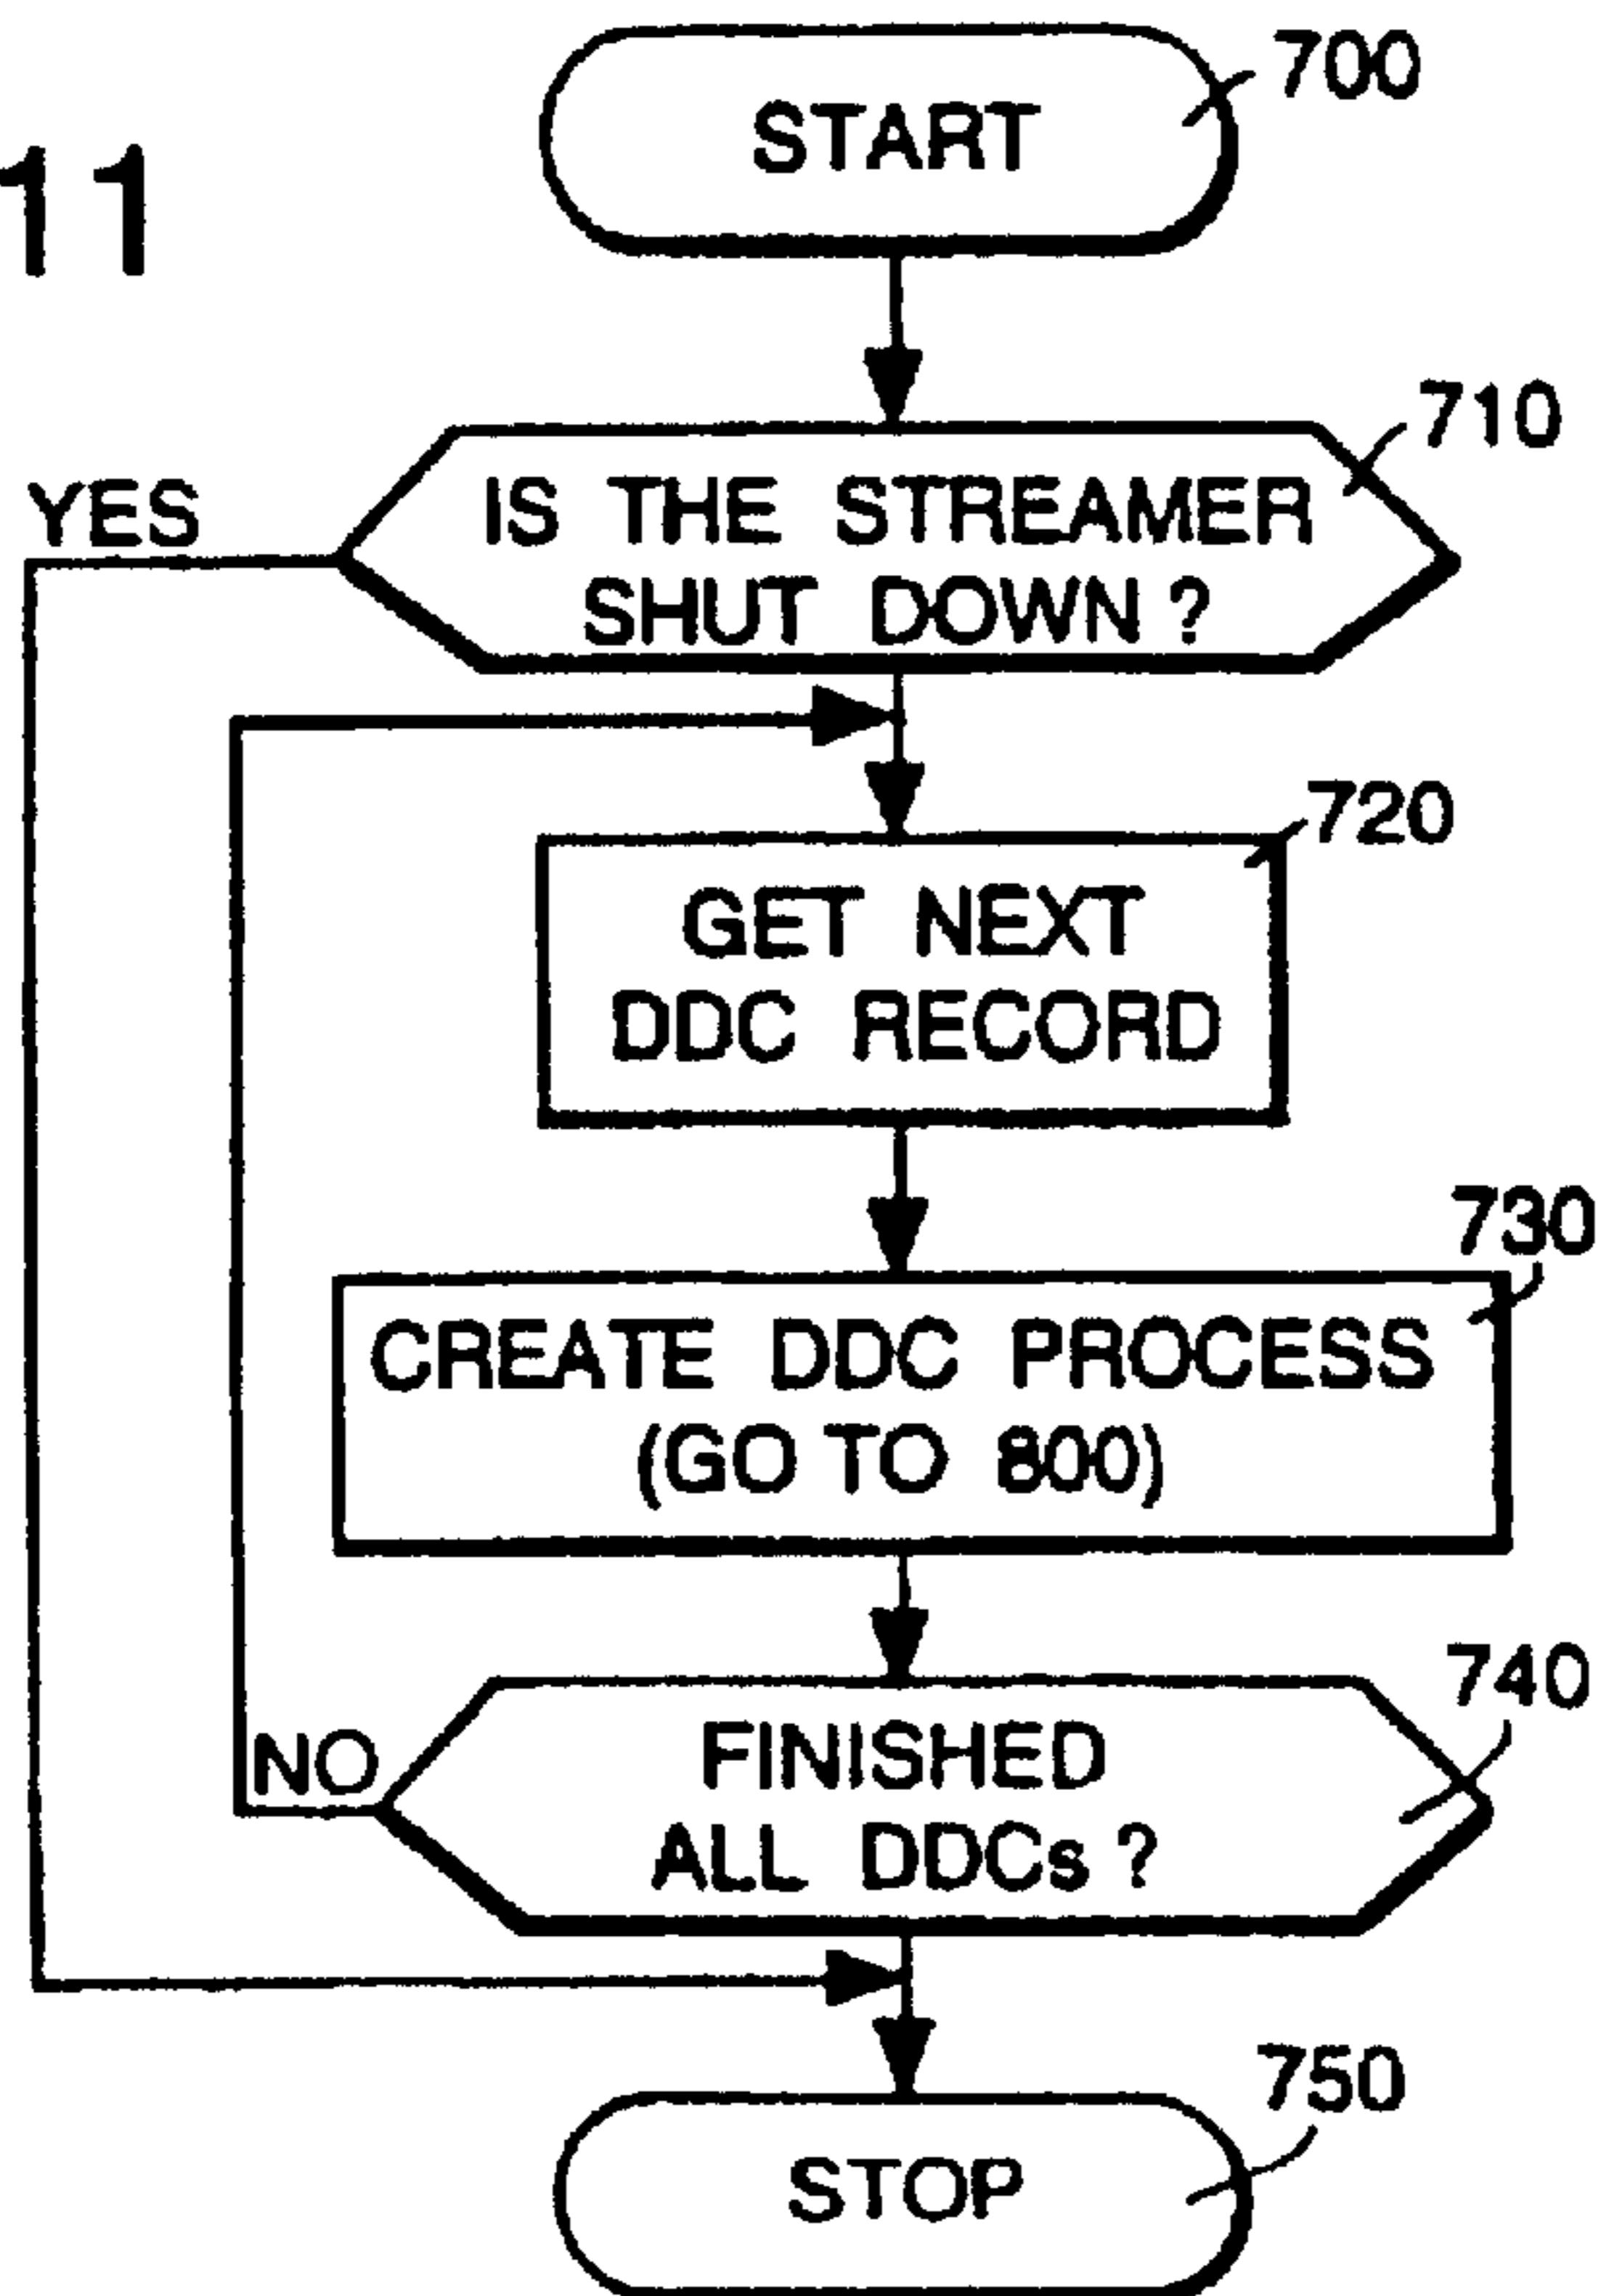 11
START
700
710
YES
IS THE STREAMER
SHUT DOWN ?
720
GET NEXT
DDC RECORD
730
CREATE DDC PROCESS
(GO TO 800)
740
NO
FINISHED
ALL DDCs ?
750
STOP